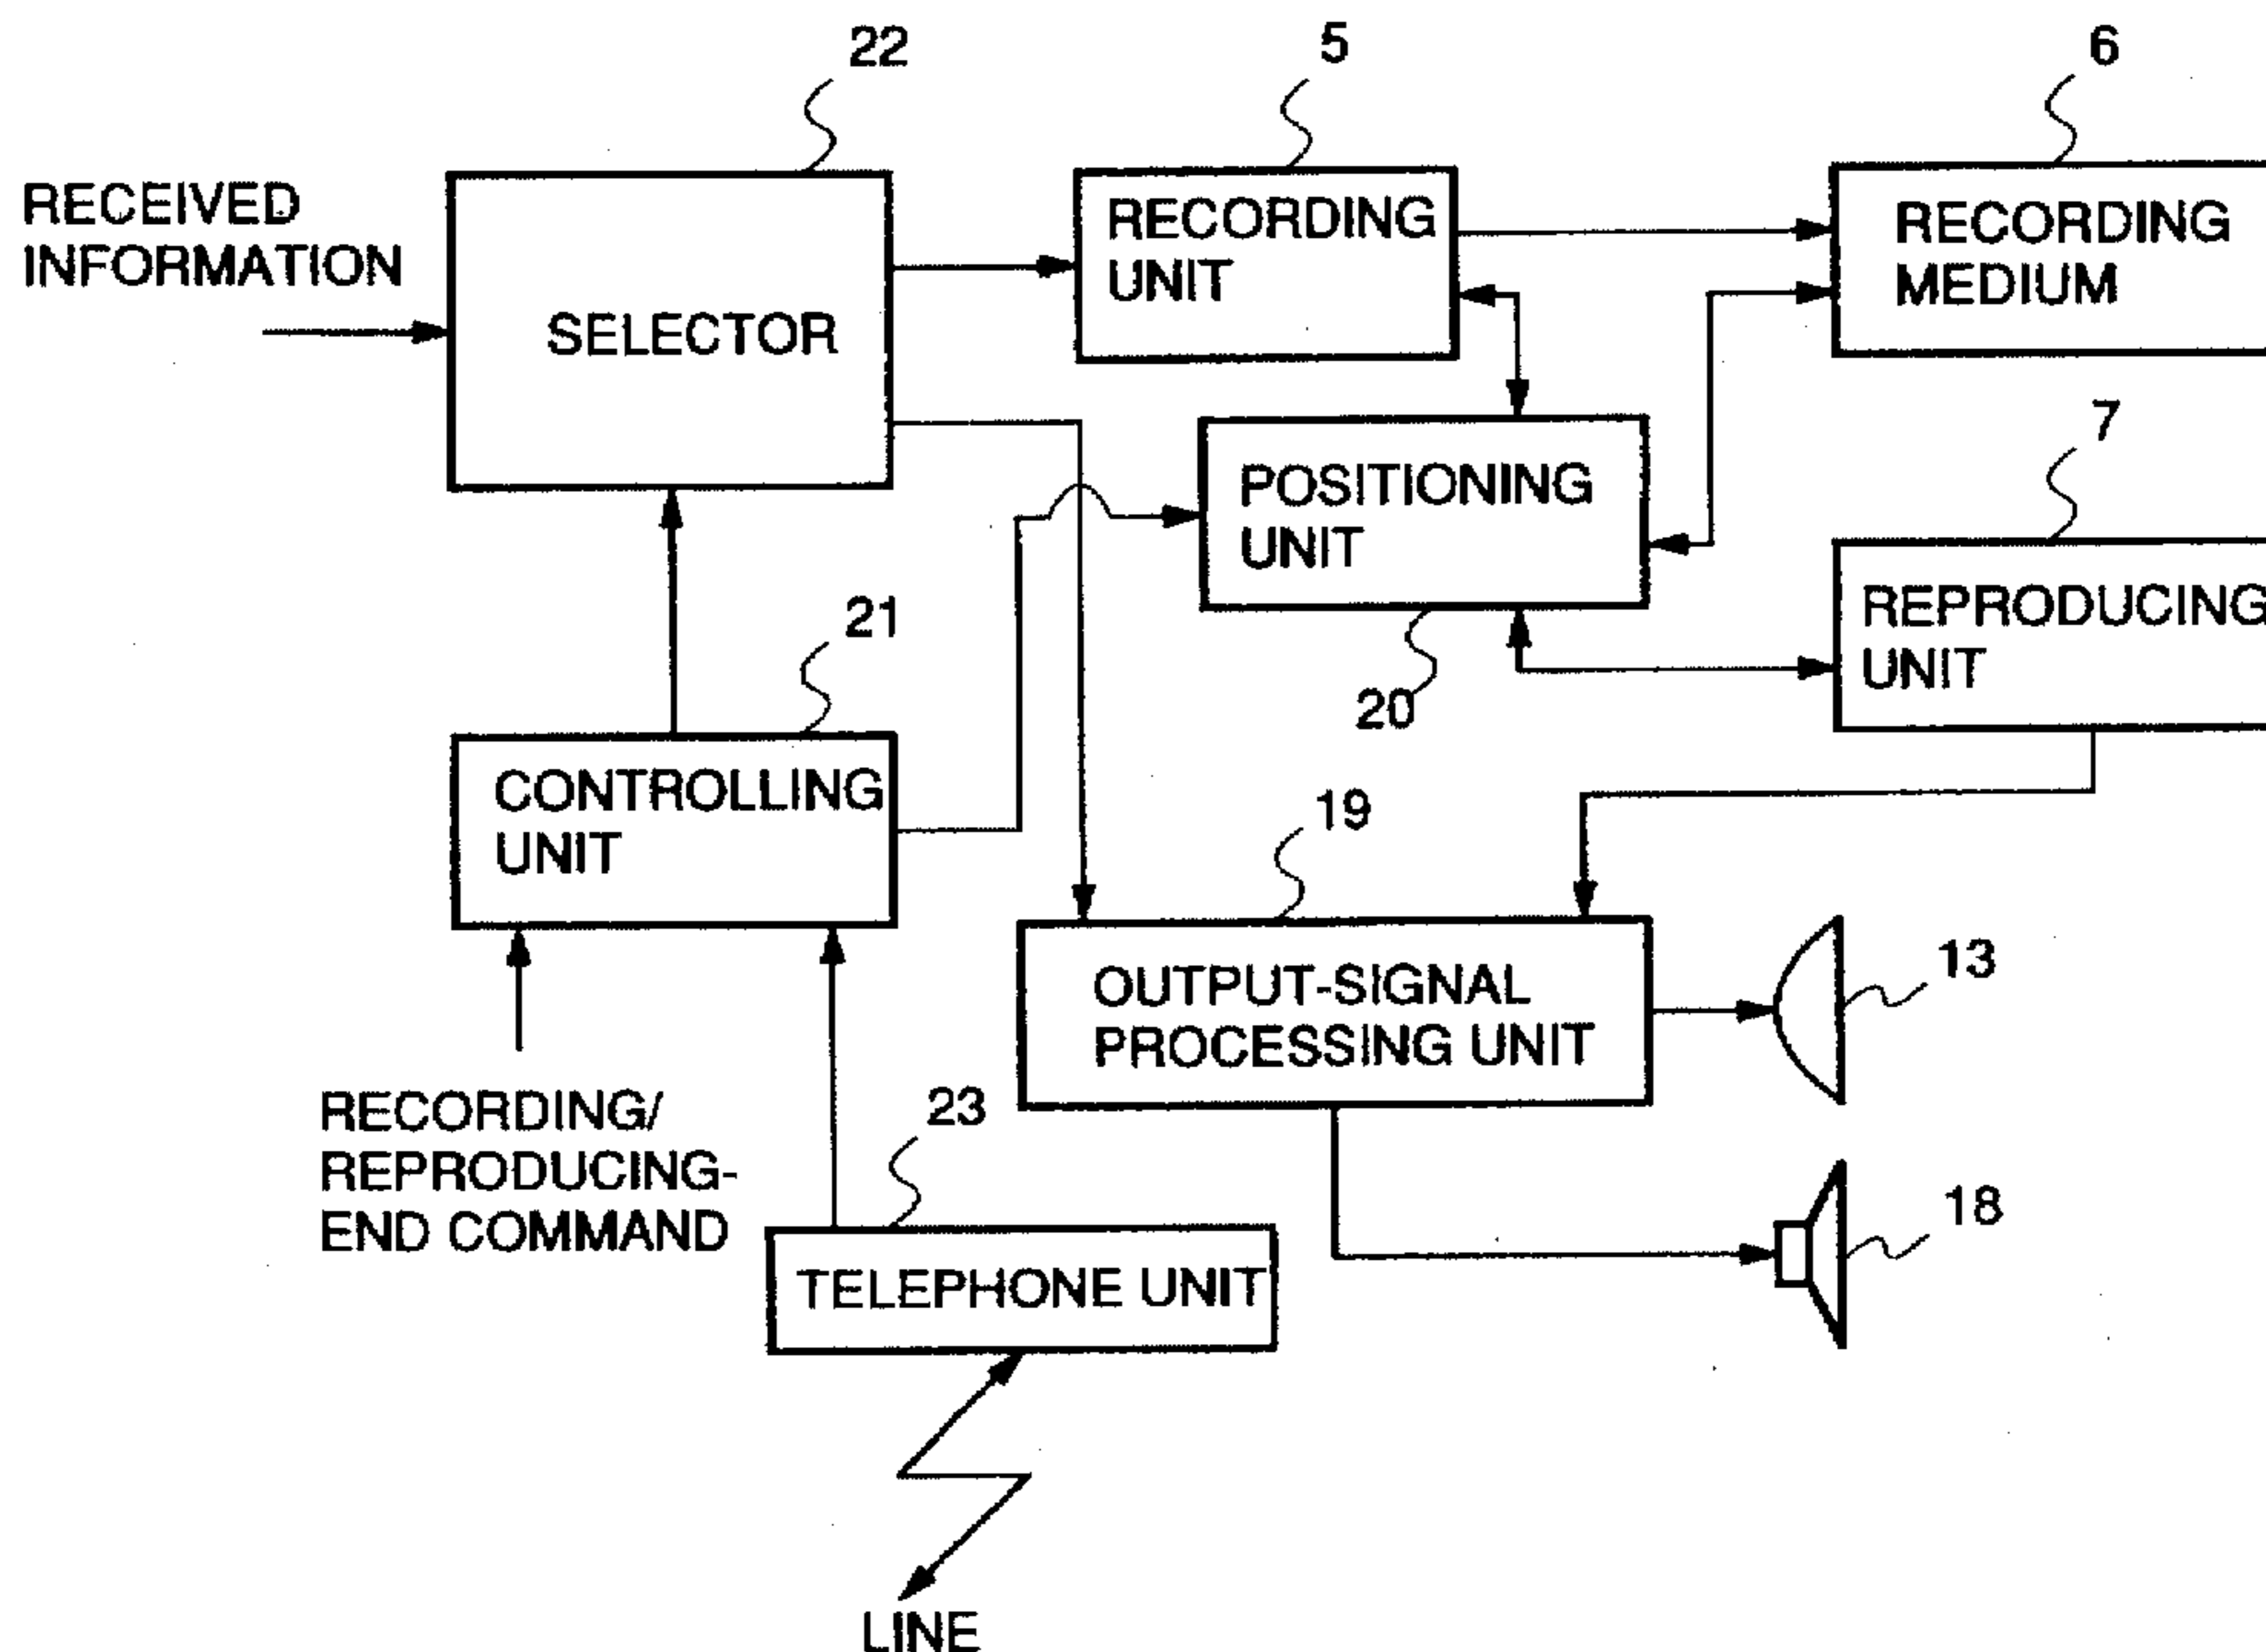 22
5
6
RECEIVED
INFORMATION
SELECTOR
RECORDING
UNIT
RECORDING
MEDIUM
7
POSITIONING
UNIT
REPRODUCING
UNIT
21
20
CONTROLLING
UNIT
19
OUTPUT-SIGNAL
PROCESSING UNIT
13
RECORDING/
REPRODUCING-
END COMMAND
23
18
TELEPHONE UNIT
LINE